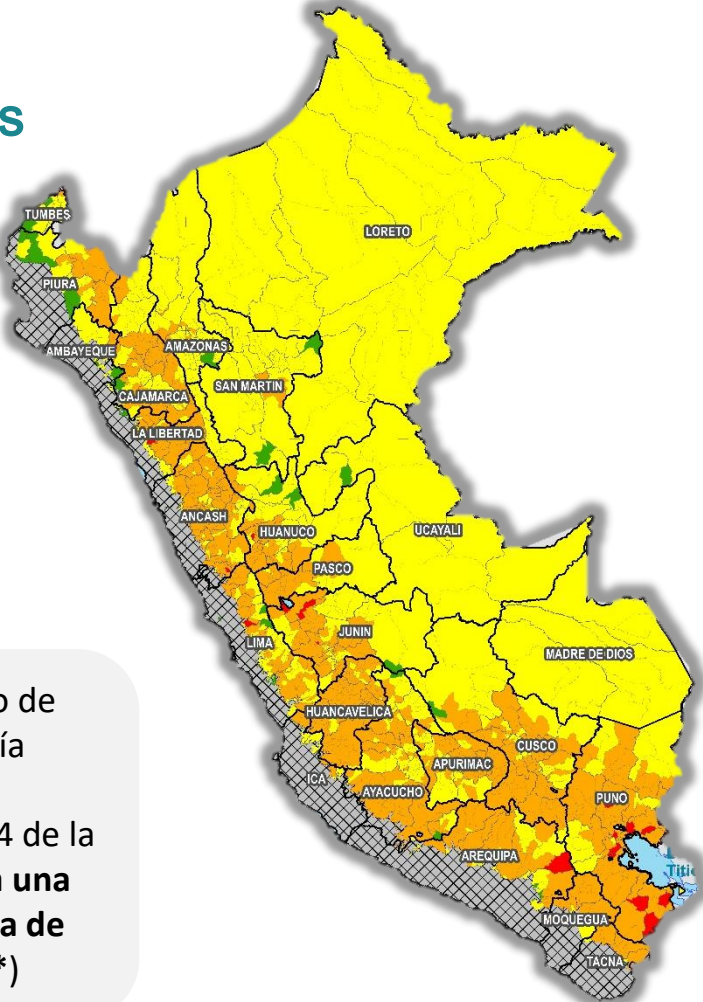 s
TUMBES
LORETO
PIURA
AMBAYEQUE
AMAZONAS
SAN MARTIN
CAJAMARCA
LA LIBERTAD
ANCASH
HUANUCO
UCAYALI
PASCO
LIMA
JUNIN
MADRE DE DIOS
HUANCAVELICA
CUSCO
ICA
APURIMAC
AYACUCHO
PUNO
AREQUIPA
MOQUEGUA
TACNA
o de
ía
4 de la
una
a de
*)